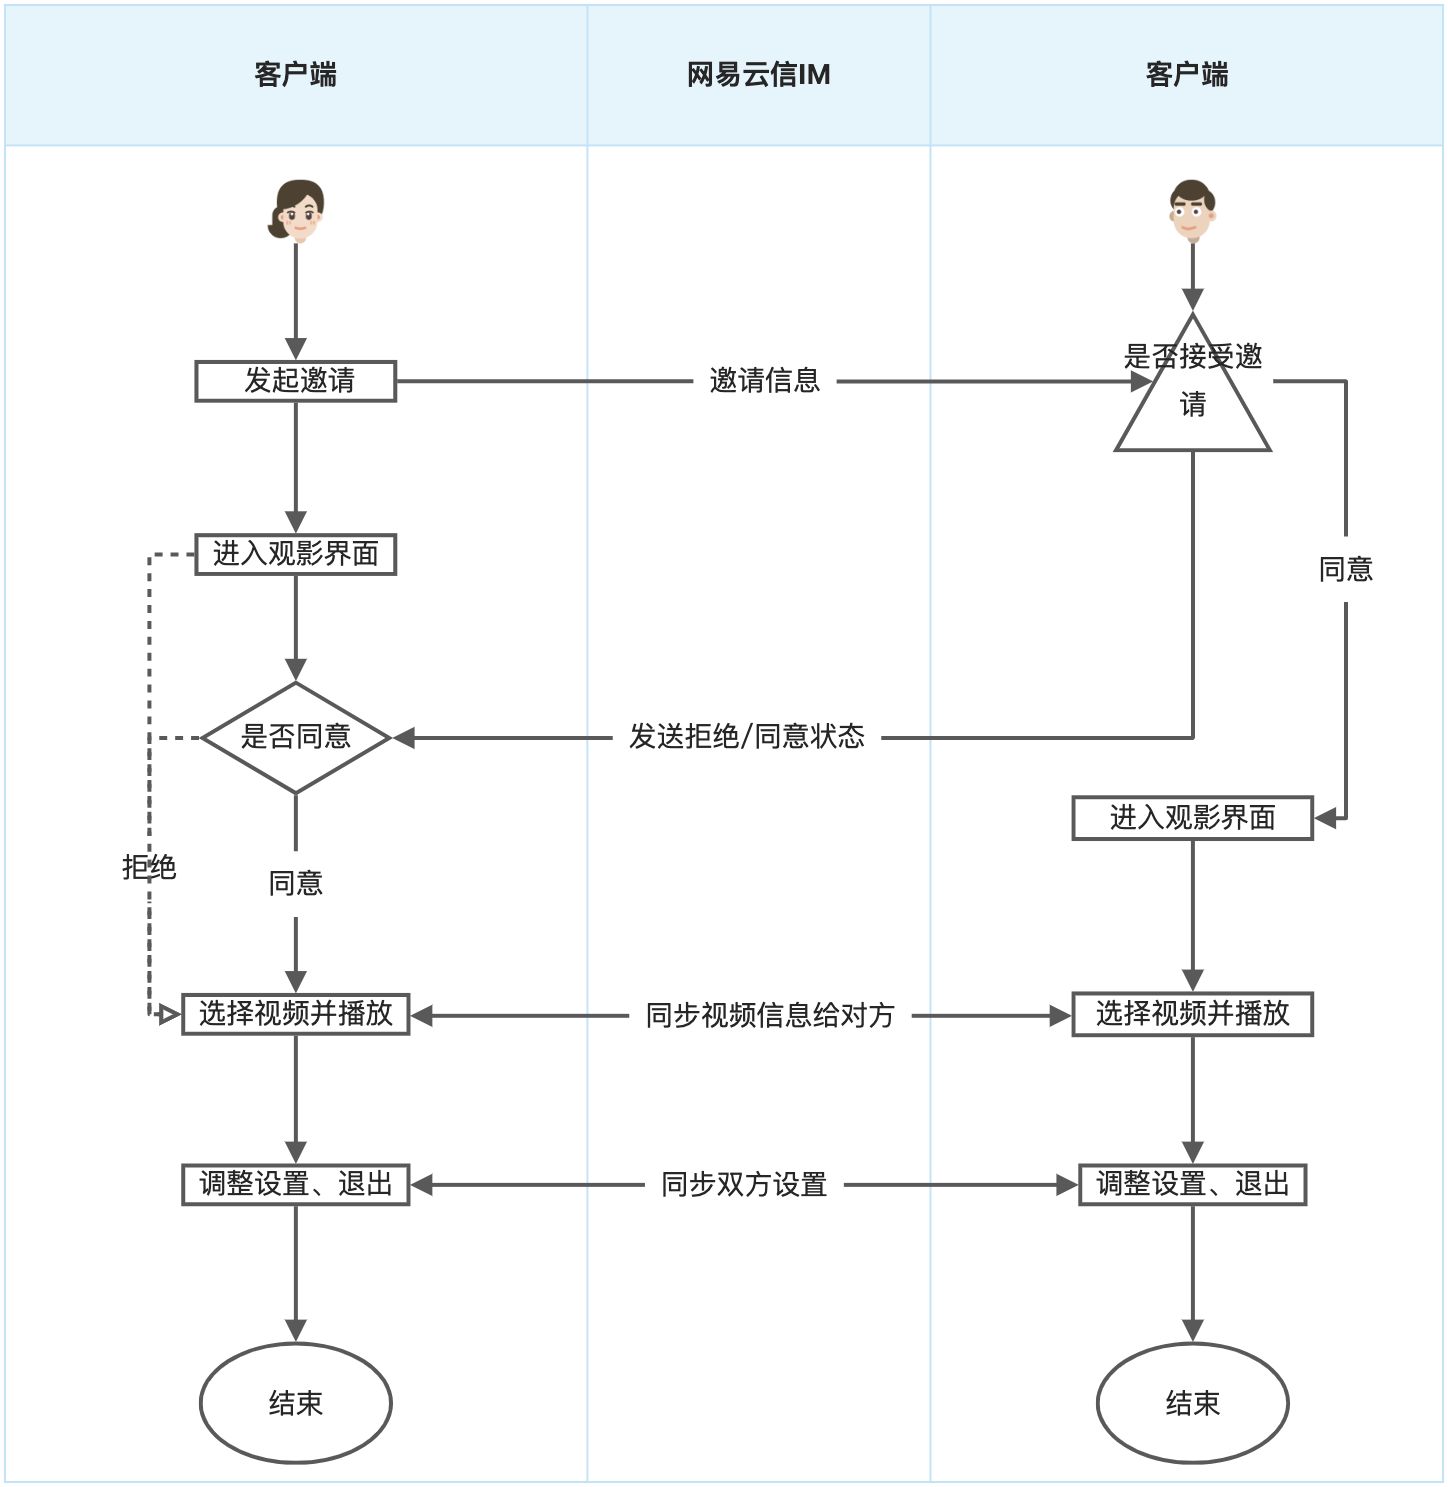 客户端
网易云信IM
客户端
发起邀请
邀请信息
是否接受邀
请
进入观影界面
同意
是否同意
发送拒绝/同意状态
进入观影界面
拒绝
同意
选择视频并播放
同步视频信息给对方
选择视频并播放
调整设置、退出
同步双方设置
调整设置、退出
结束
结束